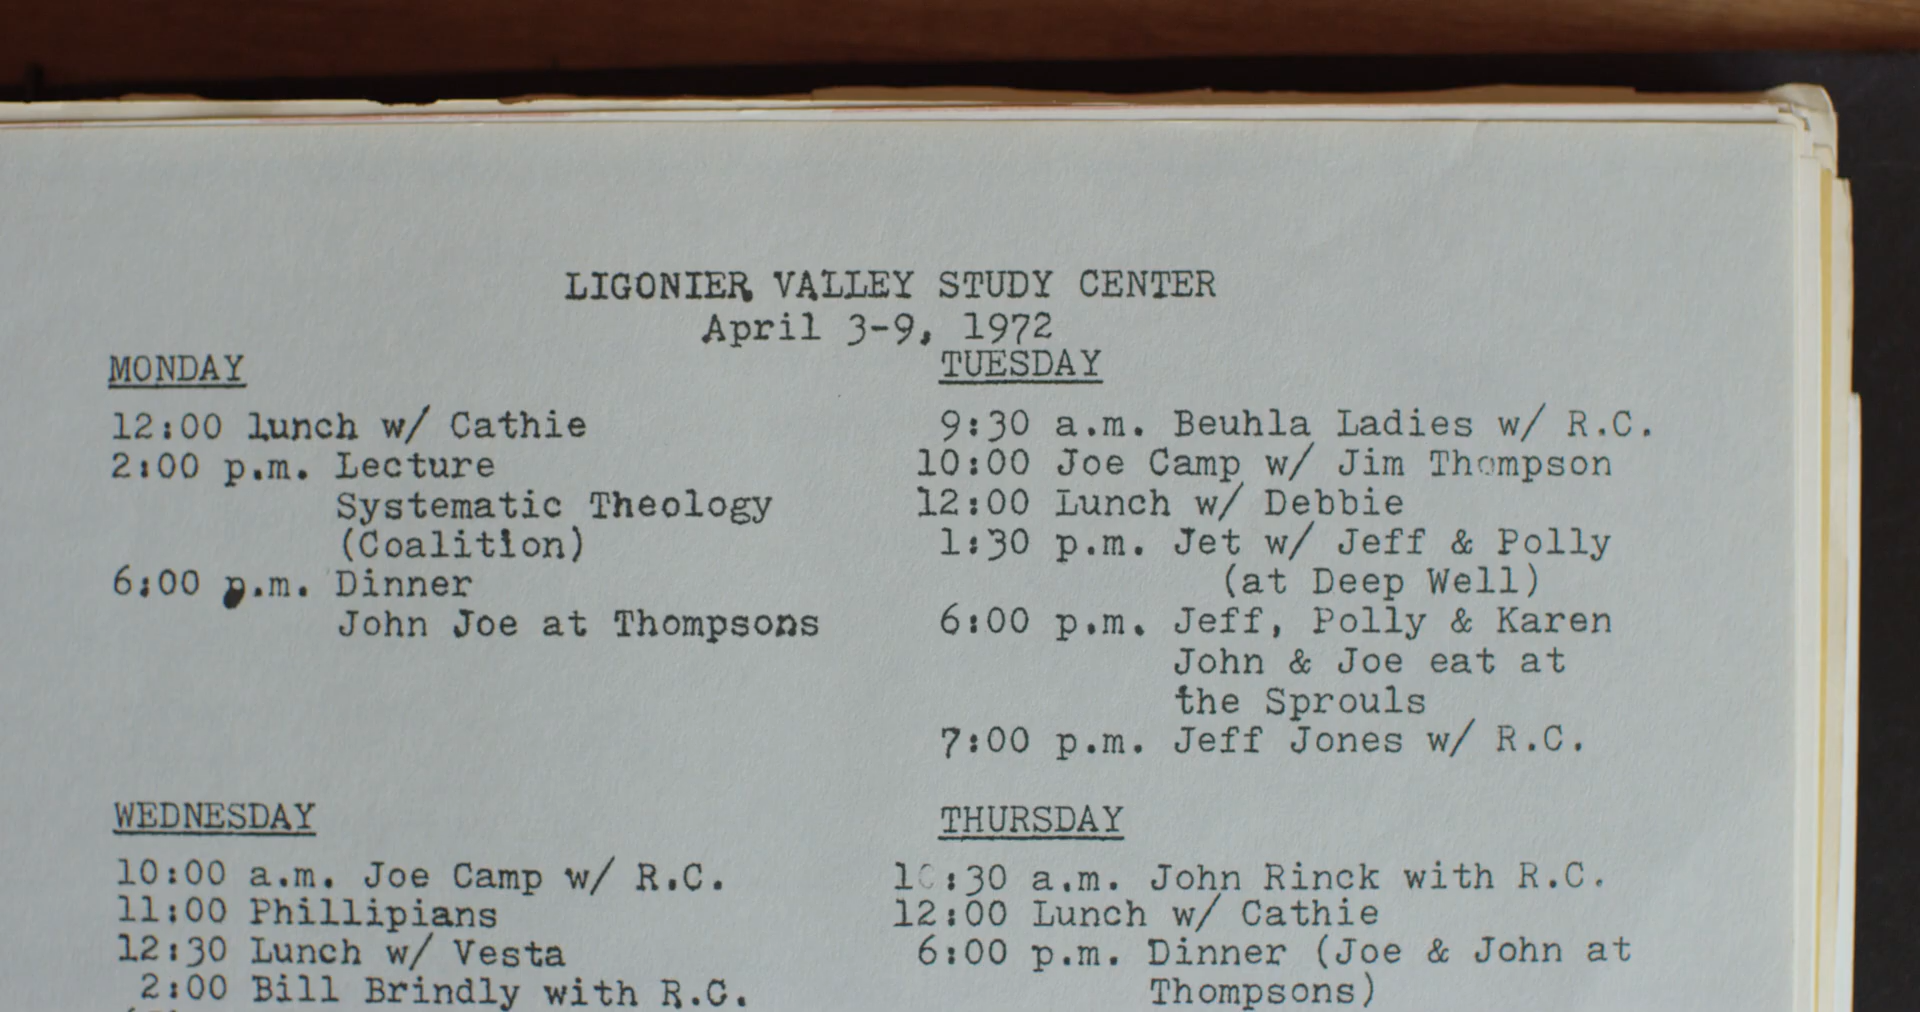 LIGONIER VALLEY STUDY CENTER
April 3-9, 1972
MONDAY
12:00 lunch w/ Cathie
2:00 p.m. Lecture
Systematic Theology
(Coalition)
6:00 p.m. Dinner
John Joe at Thompsons
TUESDAY
9:30 a.m. Beuhla Ladies w/ R.C.
10:00 Joe Camp w/ Jim Thompson
12:00 Lunch w/ Debbie
1:30 p.m. Jet w/ Jeff & Polly
(at Deep Well)
6:00 p.m. Jeff, Polly & Karen
John & Joe eat at
the Sprouls
7:00 p.m. Jeff Jones w/ R.C.
WEDNESDAY
10:00 a.m. Joe Camp w/ R.C.
11:00 Phillipians
12:30 Lunch w/ Vesta
2:00 Bill Brindly with R.C.
THURSDAY
10:30 a.m. John Rinck with R.C.
12:00 Lunch w/ Cathie
6:00 p.m. Dinner (Joe & John at
Thompsons)